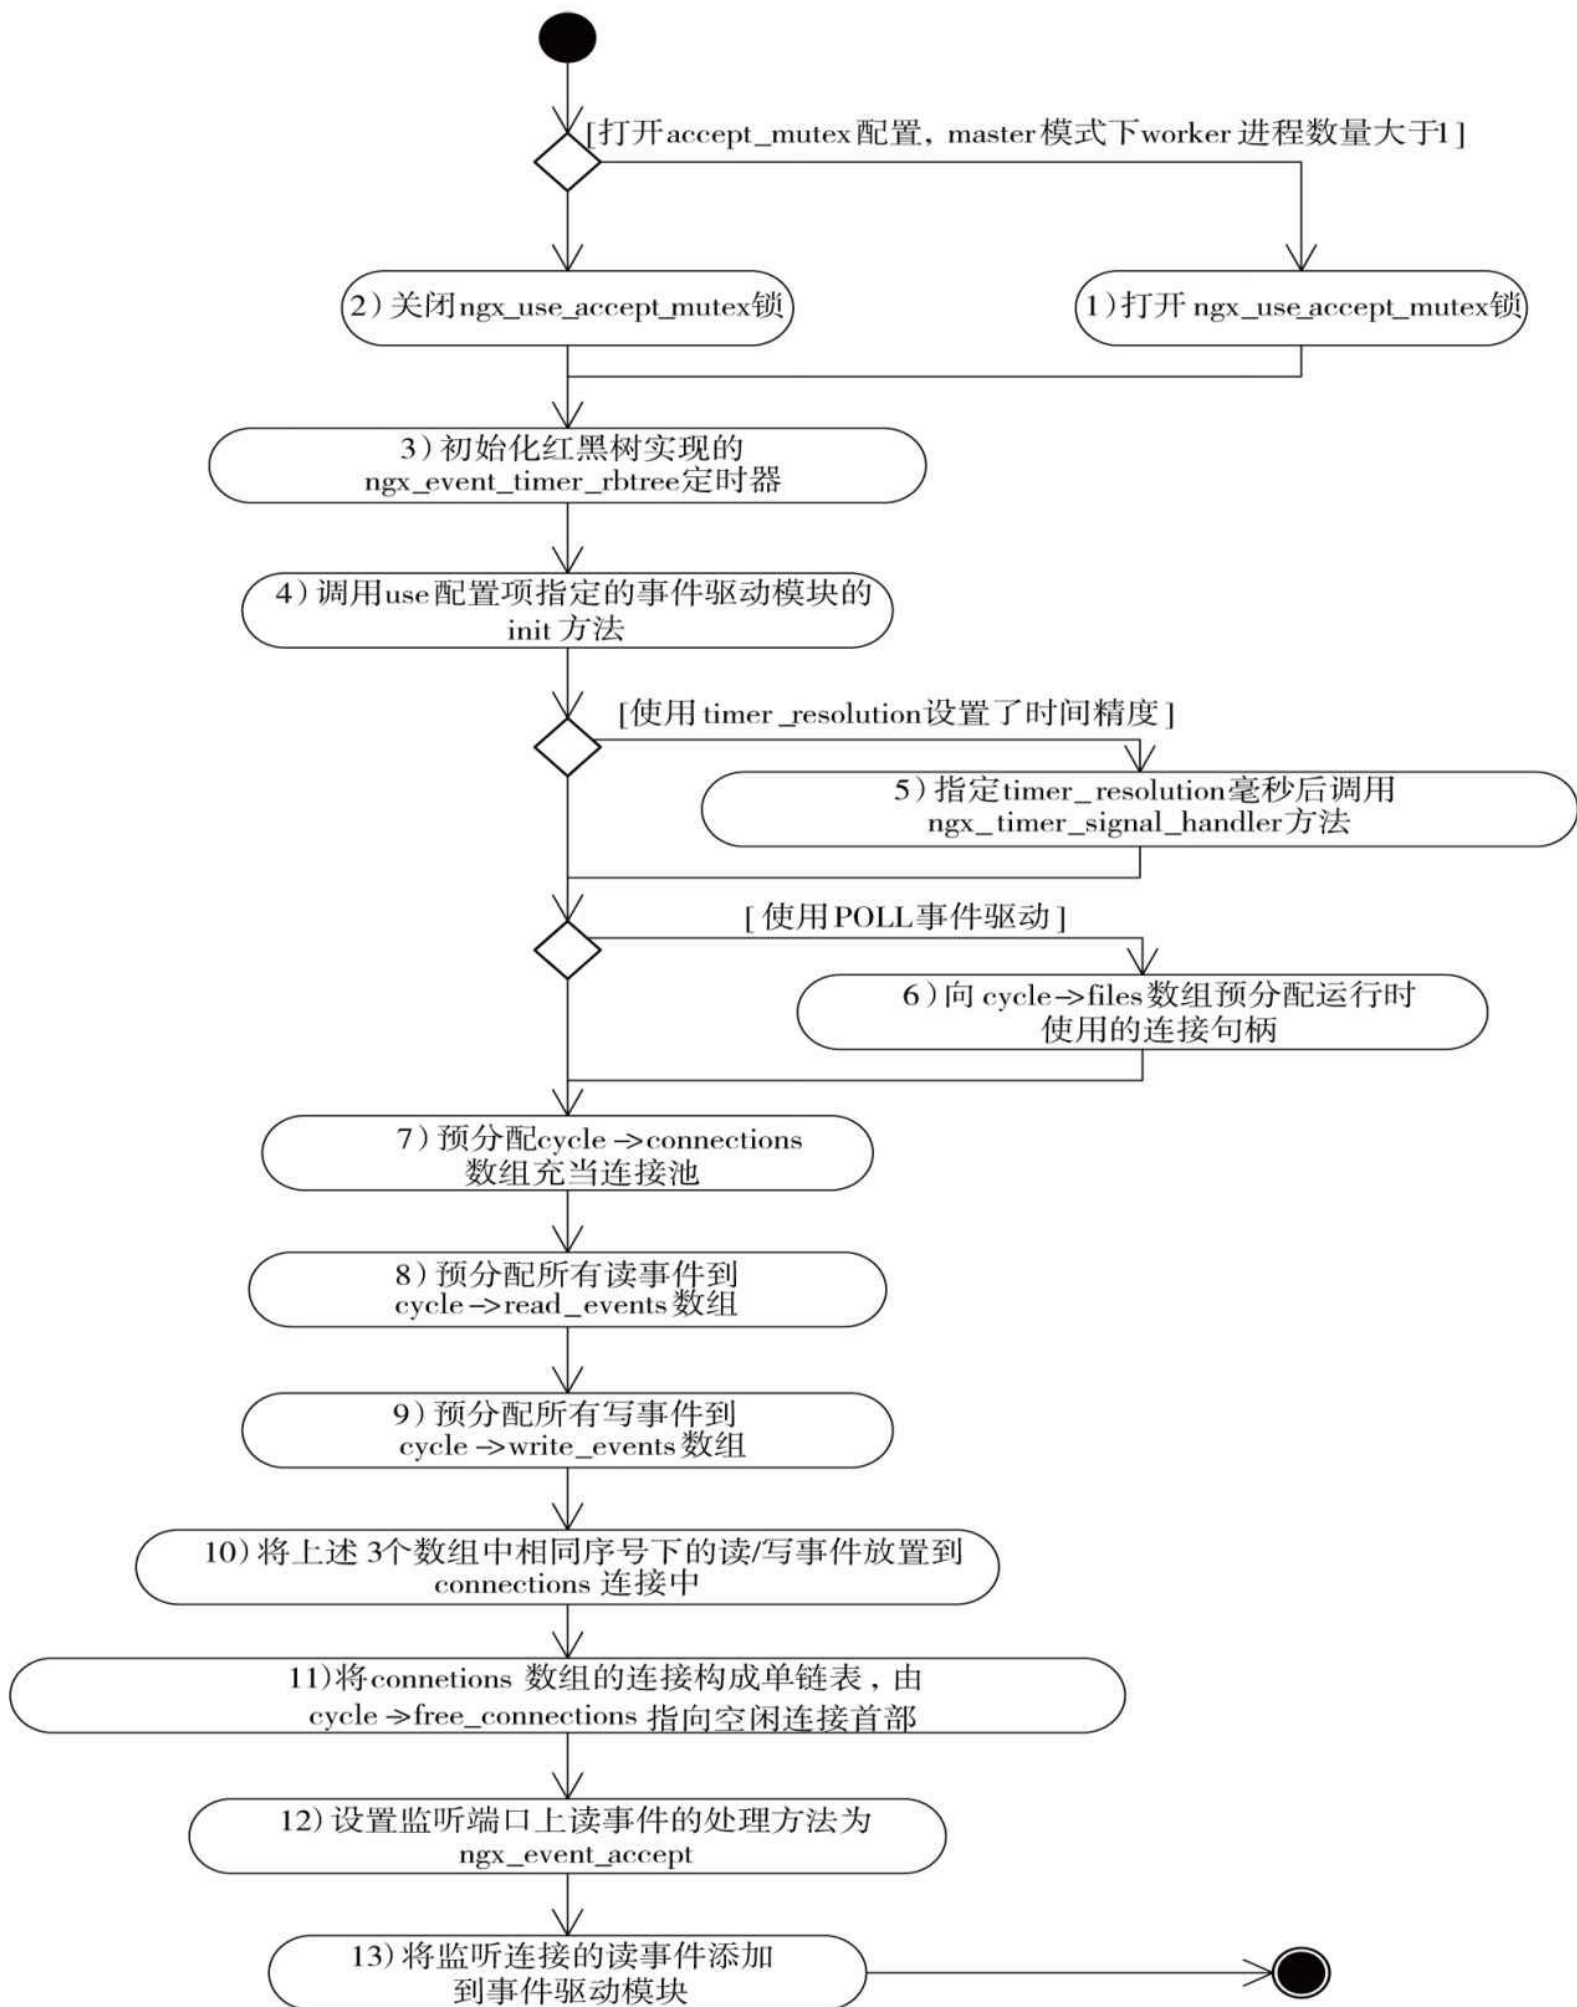 [打开accept_mutex配置, master模式下worker进程数量大于1]
2)关闭ngx_use_accept_mutex锁
1)打开ngx_use_accept_mutex锁
3)初始化红黑树实现的
ngx_event_timer_rbtree定时器
4)调用use配置项指定的事件驱动模块的
init方法
[使用timer_resolution设置了时间精度]
5)指定timer_resolution毫秒后调用
ngx_timer_signal_handler方法
[使用POLL事件驱动]
6)向cycle->files数组预分配运行时
使用的连接句柄
7)预分配cycle->connections
数组充当连接池
8)预分配所有读事件到
cycle->read_events数组
9)预分配所有写事件到
cycle->write_events数组
10)将上述3个数组中相同序号下的读/写事件放置到
connections连接中
11)将connetions数组的连接构成单链表,由
cycle->free_connections指向空闲连接首部
12)设置监听端口上读事件的处理方法为
ngx_event_accept
13)将监听连接的读事件添加
到事件驱动模块